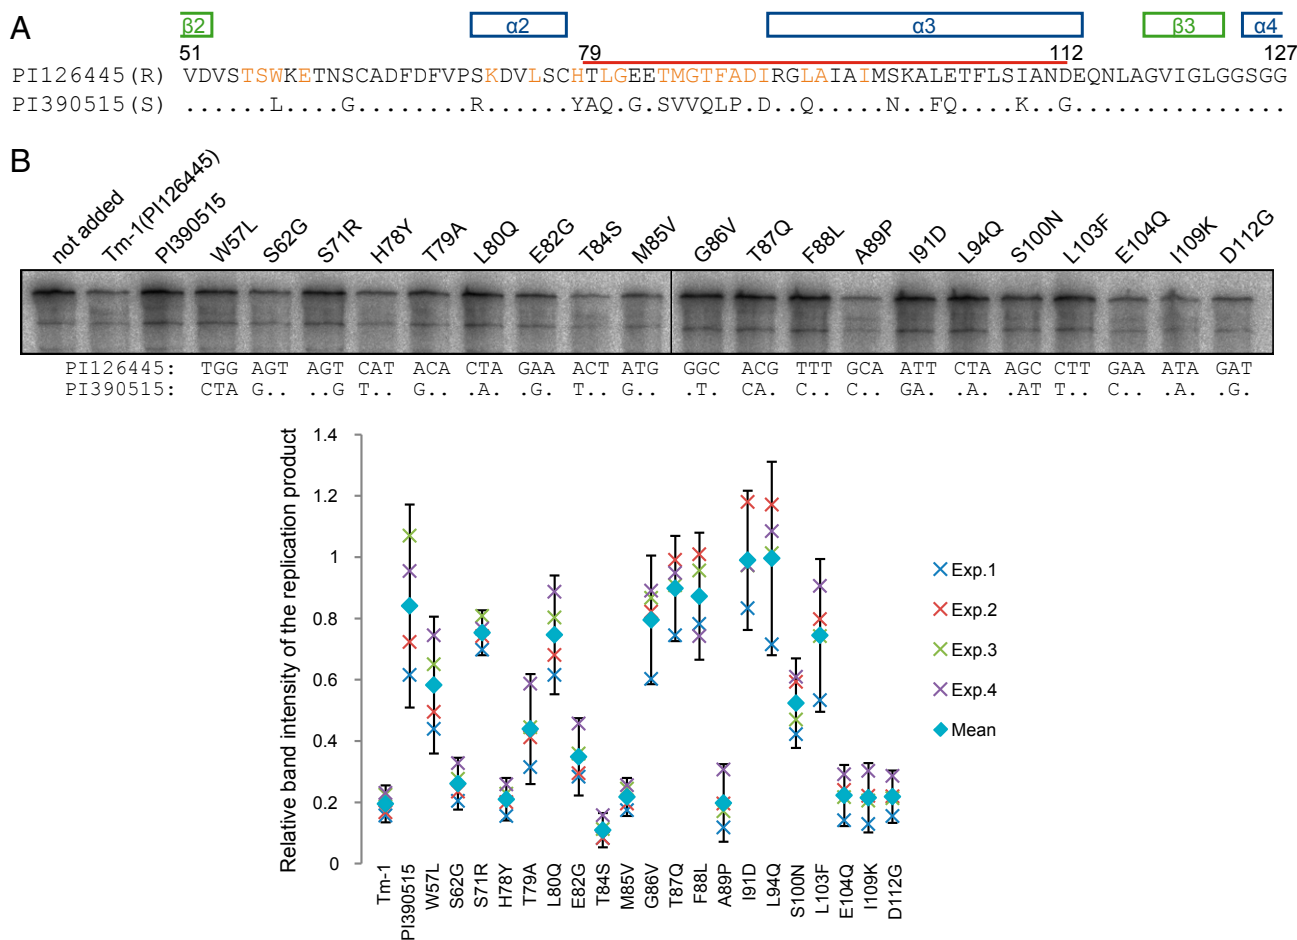 A
β2 α2 α3 β3 α4
51 79 112 127
PI126445(R) VDVSTSWKETNSCADFDFVPSKDVLSCHTLGEETMGTFADIRGLAIAIMSKALETFLSIANDEQNLAGVIGLGGSGG
PI390515(S) ......L....G........R......YAQ.G.SVVQLP.D..Q.....N..FQ....K..G...............
B
not added Tm-1(PI126445) PI390515 W57L S62G S71R H78Y T79A L80Q E82G T84S M85V G86V T87Q F88L A89P I91D L94Q S100N L103F E104Q I109K D112G
PI126445: TGG AGT AGT CAT ACA CTA GAA ACT ATG GGC ACG TTT GCA ATT CTA AGC CTT GAA ATA GAT
PI390515: CTA G.. ..G T.. G.. .A. .G. T.. G.. .T. CA. C.. C.. GA. .A. .AT T.. C.. .A. .G.
Relative band intensity of the replication product
1.4
1.2
1
0.8
0.6
0.4
0.2
0
Tm-1 PI390515 W57L S62G S71R H78Y T79A L80Q E82G T84S M85V G86V T87Q F88L A89P I91D L94Q S100N L103F E104Q I109K D112G
Exp.1
Exp.2
Exp.3
Exp.4
Mean